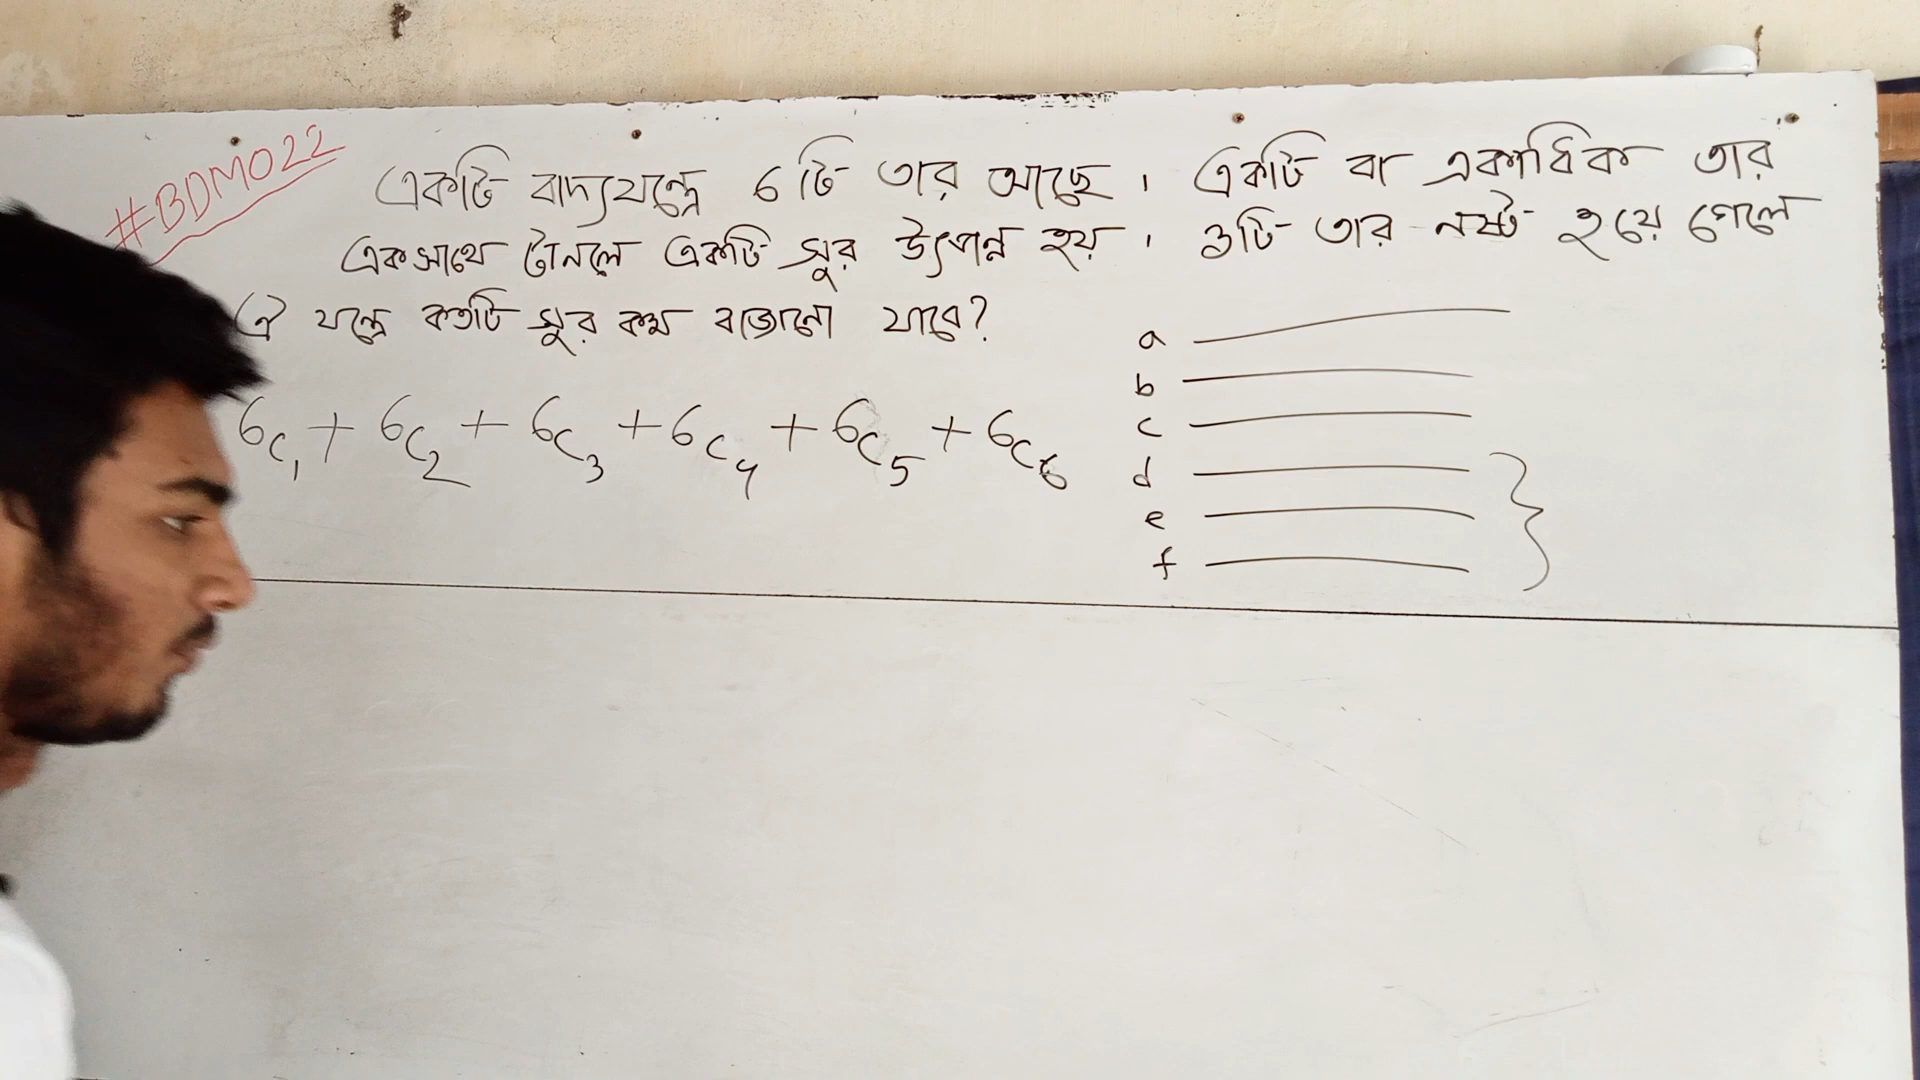 #BDMO22
একটি বাদ্যযন্ত্রে 6টি তার আছে। একটি বা একাধিক তার
একসাথে টানলে একটি সুর উৎপন্ন হয়। 3টি তার নষ্ট হয়ে গেলে
ঐ যন্ত্রে কতটি সুর কম বাজানো যাবে?
6C₁ + 6C₂ + 6C₃ + 6C₄ + 6C₅ + 6C₆
a
b
c
d
e
f